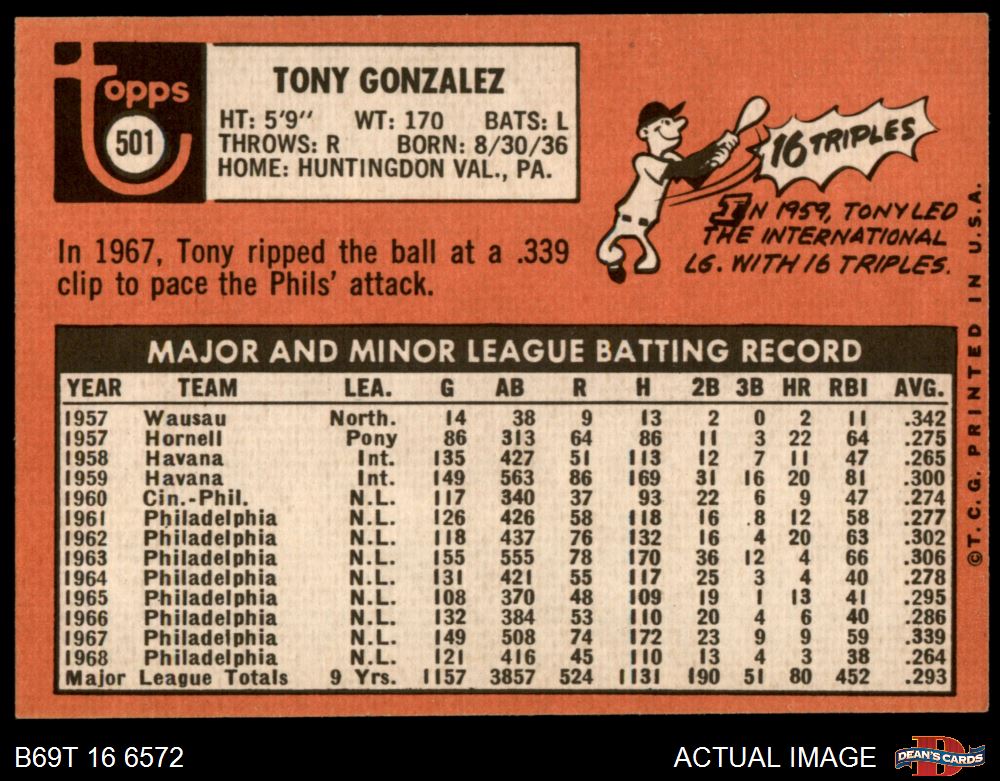 topps
501
TONY GONZALEZ
HT: 5'9" WT: 170 BATS: L
THROWS: R BORN: 8/30/36
HOME: HUNTINGDON VAL., PA.
In 1967, Tony ripped the ball at a .339
clip to pace the Phils' attack.
16 TRIPLES
IN 1959, TONY LED
THE INTERNATIONAL
LG. WITH 16 TRIPLES.
MAJOR AND MINOR LEAGUE BATTING RECORD
YEAR TEAM LEA. G AB R H 2B 3B HR RBI AVG.
1957 Wausau North. 14 38 9 13 2 0 2 11 .342
1957 Hornell Pony 86 313 64 86 11 3 22 64 .275
1958 Havana Int. 135 427 51 113 12 7 11 47 .265
1959 Havana Int. 149 563 86 169 31 16 20 81 .300
1960 Cin.-Phil. N.L. 117 340 37 93 22 6 9 47 .274
1961 Philadelphia N.L. 126 426 58 118 16 .8 12 58 .277
1962 Philadelphia N.L. 118 437 76 132 16 4 20 63 .302
1963 Philadelphia N.L. 155 555 78 170 36 12 4 66 .306
1964 Philadelphia N.L. 131 421 55 117 25 3 4 40 .278
1965 Philadelphia N.L. 108 370 48 109 19 1 13 41 .295
1966 Philadelphia N.L. 132 384 53 110 20 4 6 40 .286
1967 Philadelphia N.L. 149 508 74 172 23 9 9 59 .339
1968 Philadelphia N.L. 121 416 45 110 13 4 3 38 .264
Major League Totals 9 Yrs. 1157 3857 524 1131 190 51 80 452 .293
©T.C.G. PRINTED IN U.S.A.
B69T 16 6572
ACTUAL IMAGE
D
DEAN'S CARDS